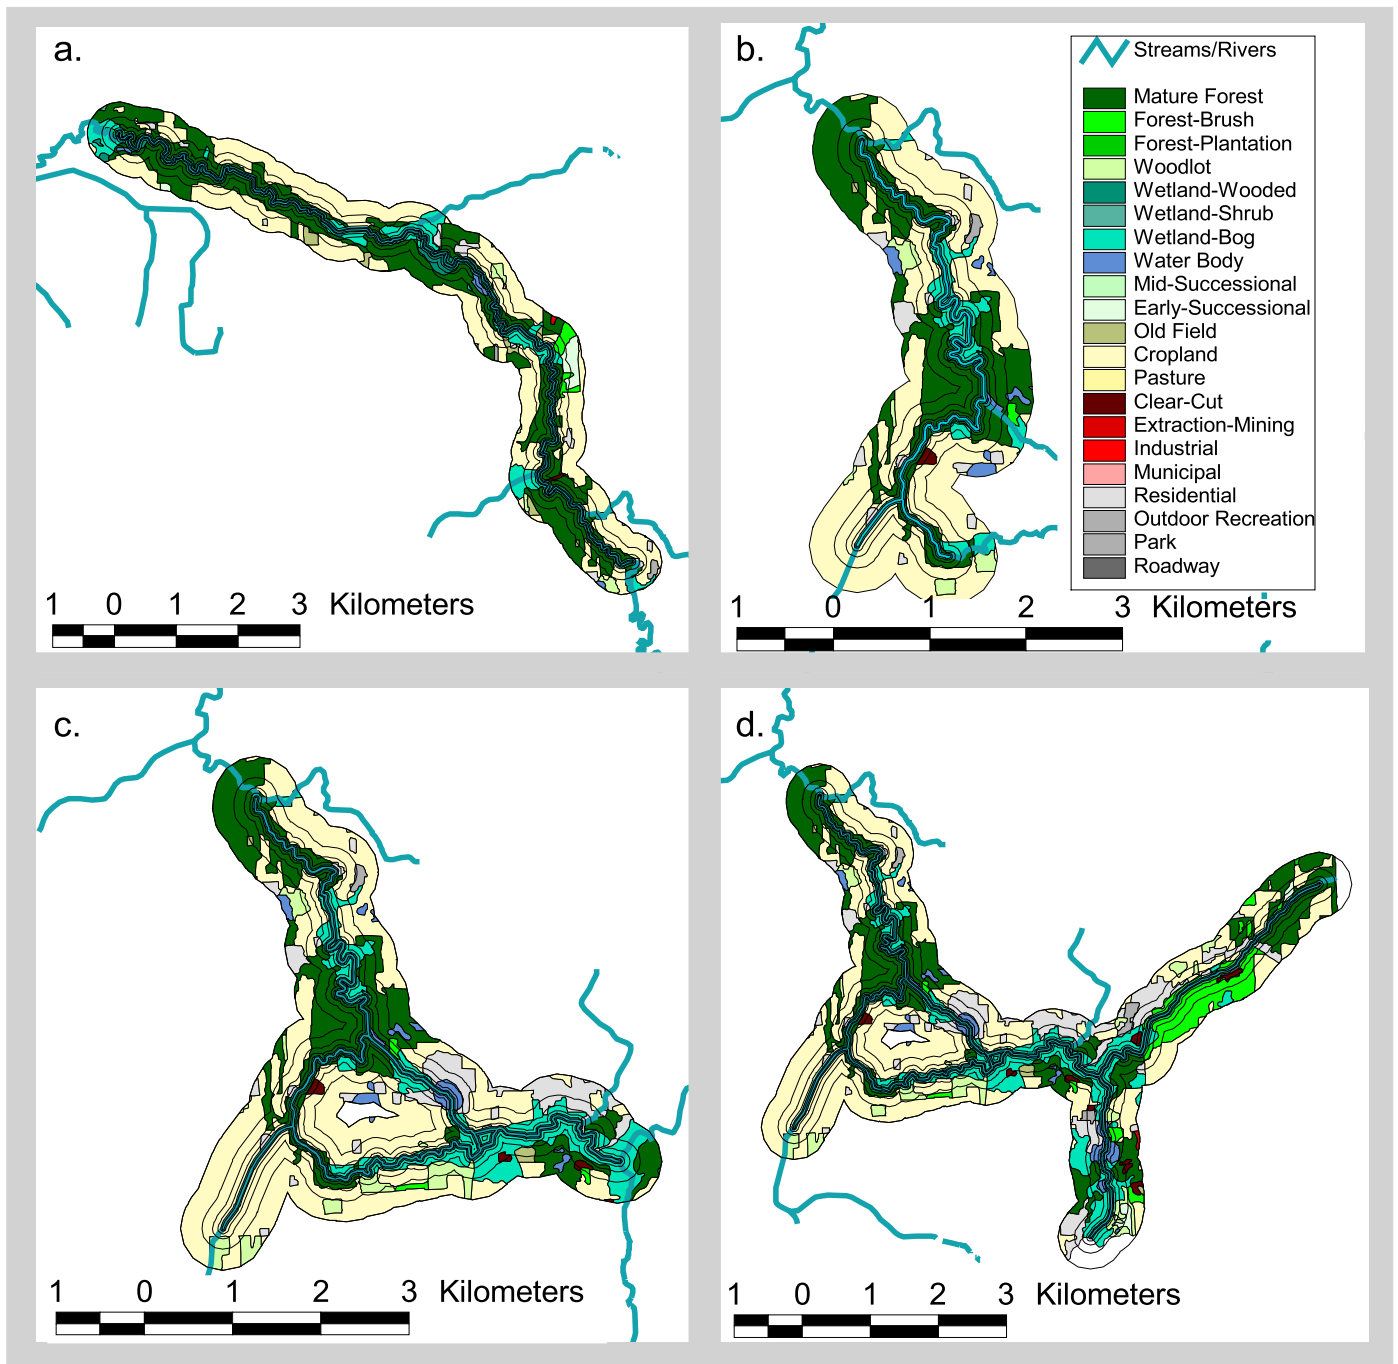 a.
1 0 1 2 3 Kilometers
b.
Streams/Rivers
Mature Forest
Forest-Brush
Forest-Plantation
Woodlot
Wetland-Wooded
Wetland-Shrub
Wetland-Bog
Water Body
Mid-Successional
Early-Successional
Old Field
Cropland
Pasture
Clear-Cut
Extraction-Mining
Industrial
Municipal
Residential
Outdoor Recreation
Park
Roadway
1 0 1 2 3 Kilometers
c.
1 0 1 2 3 Kilometers
d.
1 0 1 2 3 Kilometers